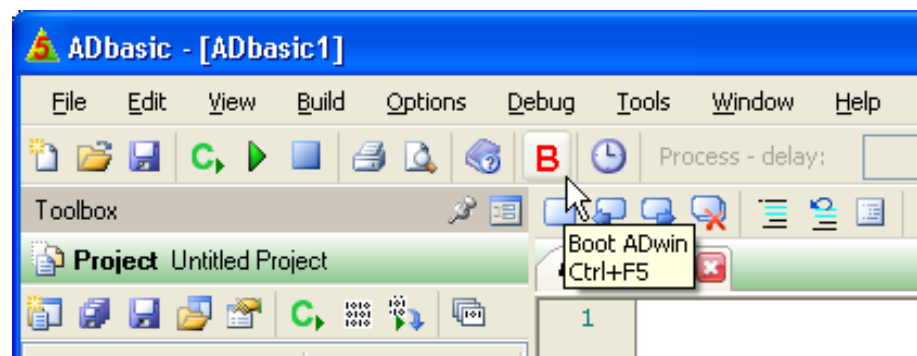 5 ADbasic - [ADbasic1]
File Edit View Build Options Debug Tools Window Help
C B Process - delay:
Toolbox
Project Untitled Project
Boot ADwin
Ctrl+F5
C
1